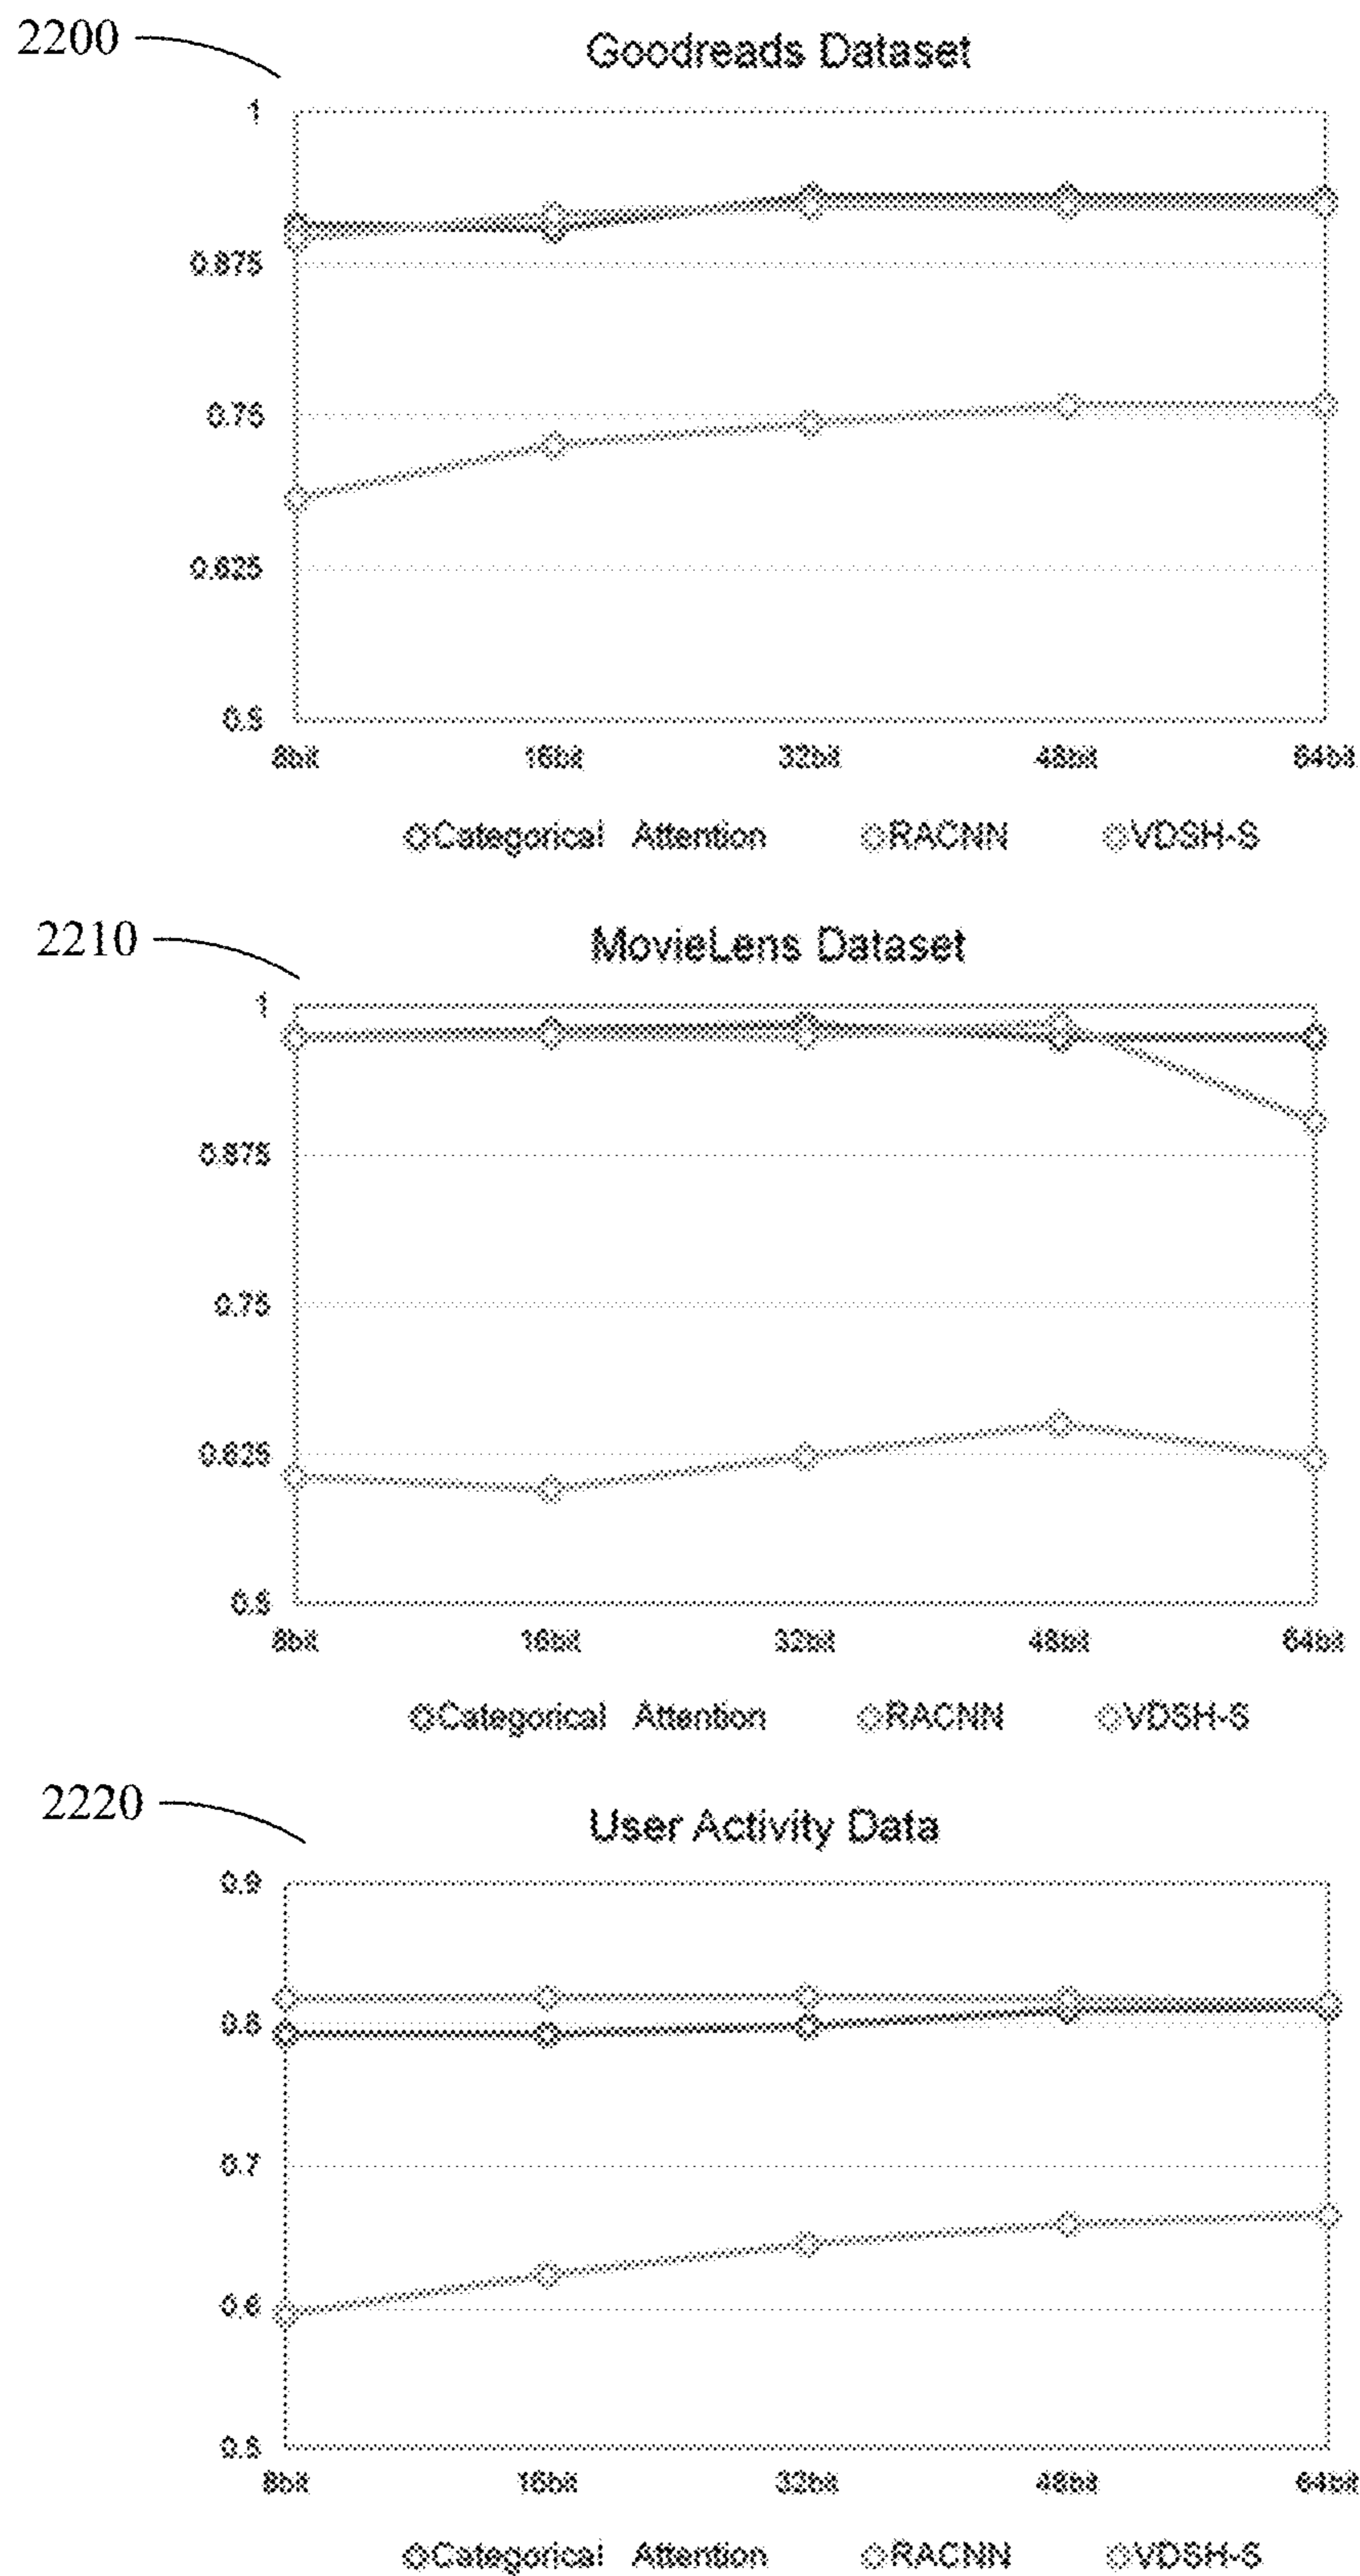 2200
Goodreads Dataset
1
0.875
0.75
0.625
0.5
8bit 16bit 32bit 48bit 64bit
Categorical Attention RACNN VDSH-S
2210
MovieLens Dataset
1
0.875
0.75
0.625
0.5
8bit 16bit 32bit 48bit 64bit
Categorical Attention RACNN VDSH-S
2220
User Activity Data
0.9
0.8
0.7
0.6
0.5
8bit 16bit 32bit 48bit 64bit
Categorical Attention RACNN VDSH-S